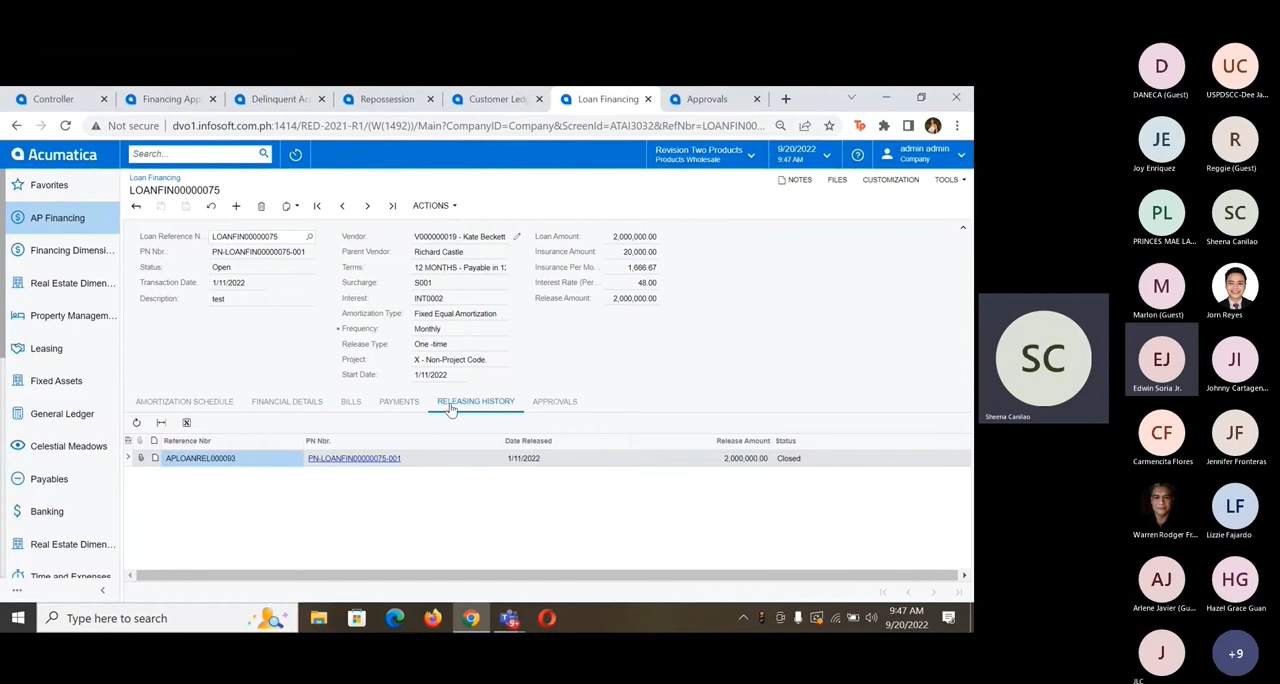 Controller
Financing App
Delinquent Ac
Repossession
Customer Led
Loan Financing
Approvals
Not secure
dvo1.infosoft.com.ph:1414/RED-2021-R1/(W(1492))/Main?CompanyID=Company&ScreenId=ATAI3032&RefNbr=LOANFIN00...
Acumatica
Search...
Revision Two Products
Products Wholesale
9/20/2022
9:47 AM
admin admin
Company
Favorites
AP Financing
Financing Dimensi...
Real Estate Dimen...
Property Managem...
Leasing
Fixed Assets
General Ledger
Celestial Meadows
Payables
Banking
Real Estate Dimen...
Time and Expenses
Loan Financing
LOANFIN00000075
NOTES FILES CUSTOMIZATION TOOLS
ACTIONS
Loan Reference N... LOANFIN00000075
PN Nbr.: PN-LOANFIN00000075-001
Status: Open
Transaction Date: 1/11/2022
Description: test
Vendor: V000000019 - Kate Beckett
Parent Vendor: Richard Castle
Terms: 12 MONTHS - Payable in 12
Surcharge: S001
Interest: INT0002
Amortization Type: Fixed Equal Amortization
Frequency: Monthly
Release Type: One -time
Project: X - Non-Project Code.
Start Date: 1/11/2022
Loan Amount: 2,000,000.00
Insurance Amount: 20,000.00
Insurance Per Mo... 1,666.67
Interest Rate (Per ... 48.00
Release Amount: 2,000,000.00
AMORTIZATION SCHEDULE FINANCIAL DETAILS BILLS PAYMENTS RELEASING HISTORY APPROVALS
Reference Nbr PN Nbr. Date Released Release Amount Status
APLOANREL000093 PN-LOANFIN00000075-001 1/11/2022 2,000,000.00 Closed
Type here to search
9+
9:47 AM
9/20/2022
SC
Sheena Canilao
D
DANECA (Guest)
UC
USPDSCC-Dee Ja...
JE
Joy Enriquez
R
Reggie (Guest)
PL
PRINCES MAE LA...
SC
Sheena Canilao
M
Marlon (Guest)
Jorn Reyes
EJ
Edwin Soria Jr.
JI
Johnny Cartagen...
CF
Carmencita Flores
JF
Jennifer Fronteras
Warren Rodger Fr...
LF
Lizzie Fajardo
AJ
Arlene Javier (Gu...
HG
Hazel Grace Guan
J
JLC
+9